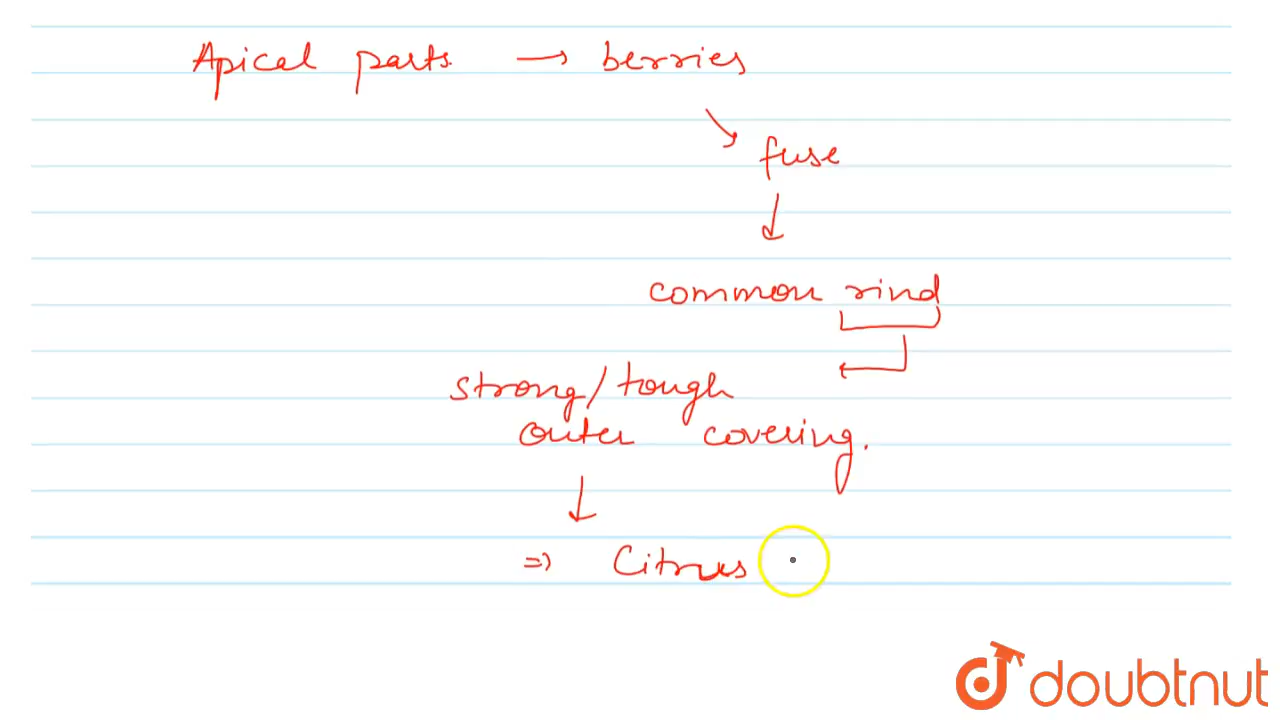 Apical parts → berries
↘ fuse
↓
common rind
strong/tough
outer covering.
↓
⇒ Citrus
doubtnut